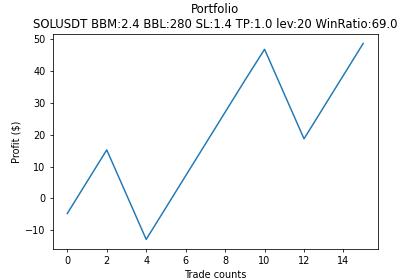 Portfolio
SOLUSDT BBM:2.4 BBL:280 SL:1.4 TP:1.0 lev:20 WinRatio:69.0
50
40
30
20
10
0
−10
Profit ($)
0 2 4 6 8 10 12 14
Trade counts